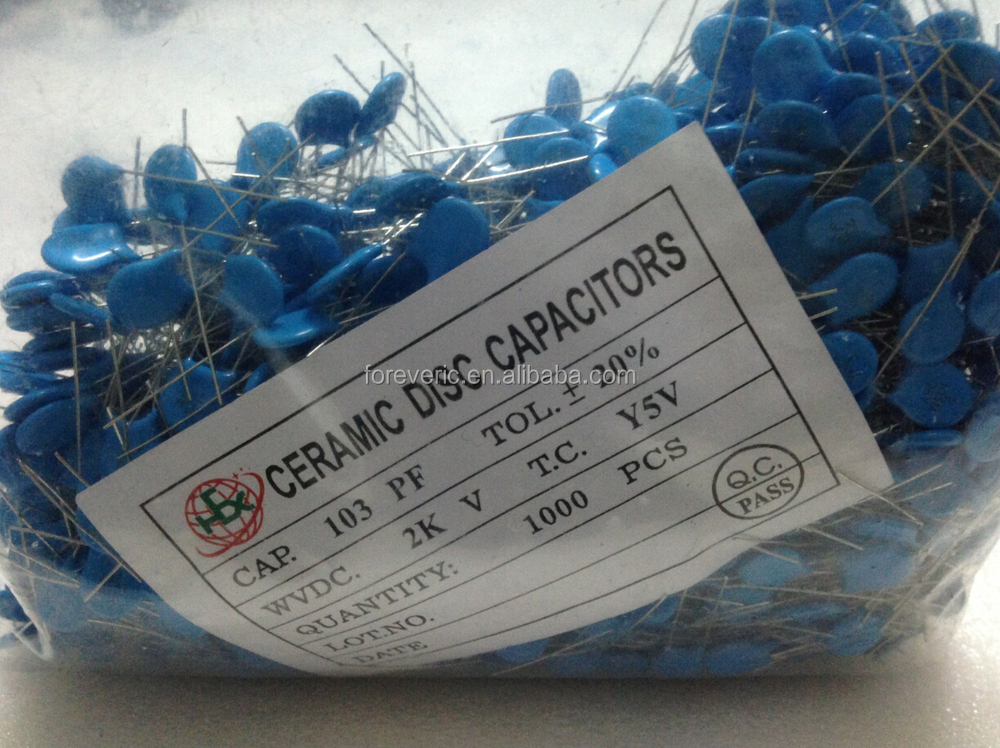 CERAMIC DISC CAPACITORS
foreveric.en.alibaba.com
CAP. 103 PF TOL. ± 20%
WVDC. 2K V T.C. Y5V
QUANTITY: 1000 PCS
LOT.NO.
DATE
Q.C.
PASS